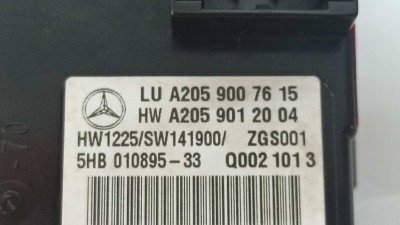 LU A205 900 76 15
HW A205 901 20 04
HW1225/SW141900/ ZGS001
5HB 010895-33 Q002 101 3
-70